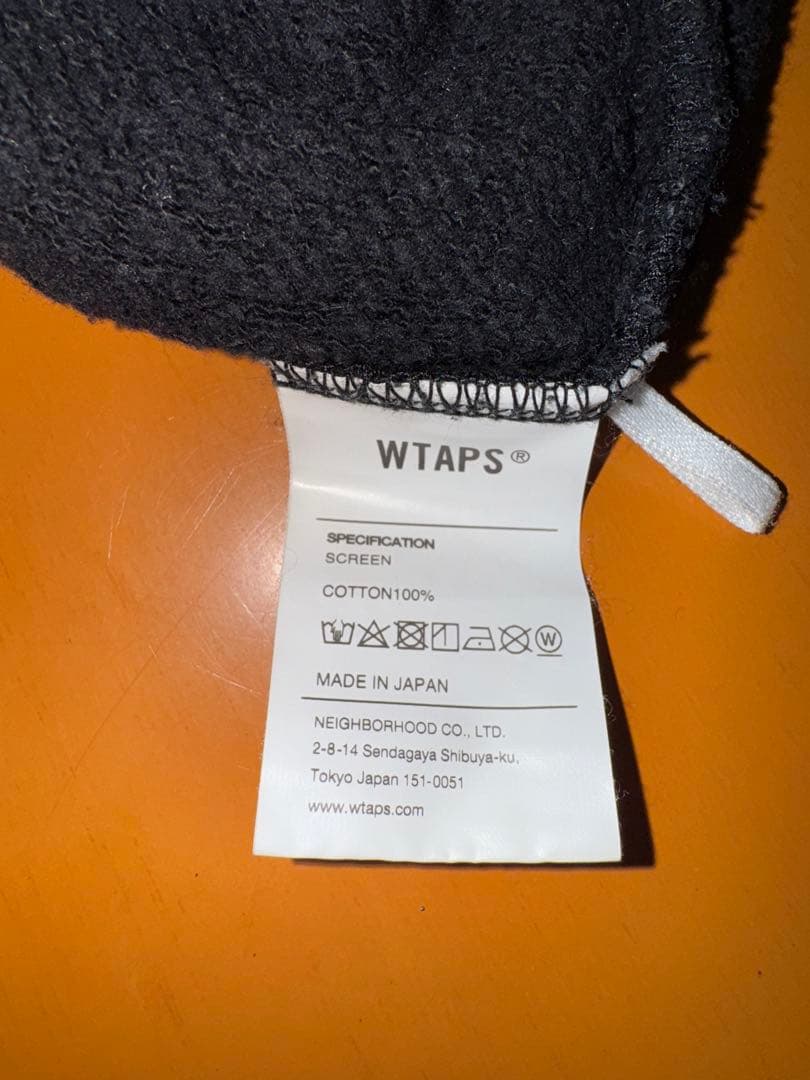 WTAPS®
SPECIFICATION
SCREEN
COTTON100%
W
MADE IN JAPAN
NEIGHBORHOOD CO., LTD.
2-8-14 Sendagaya Shibuya-ku,
Tokyo Japan 151-0051
www.wtaps.com